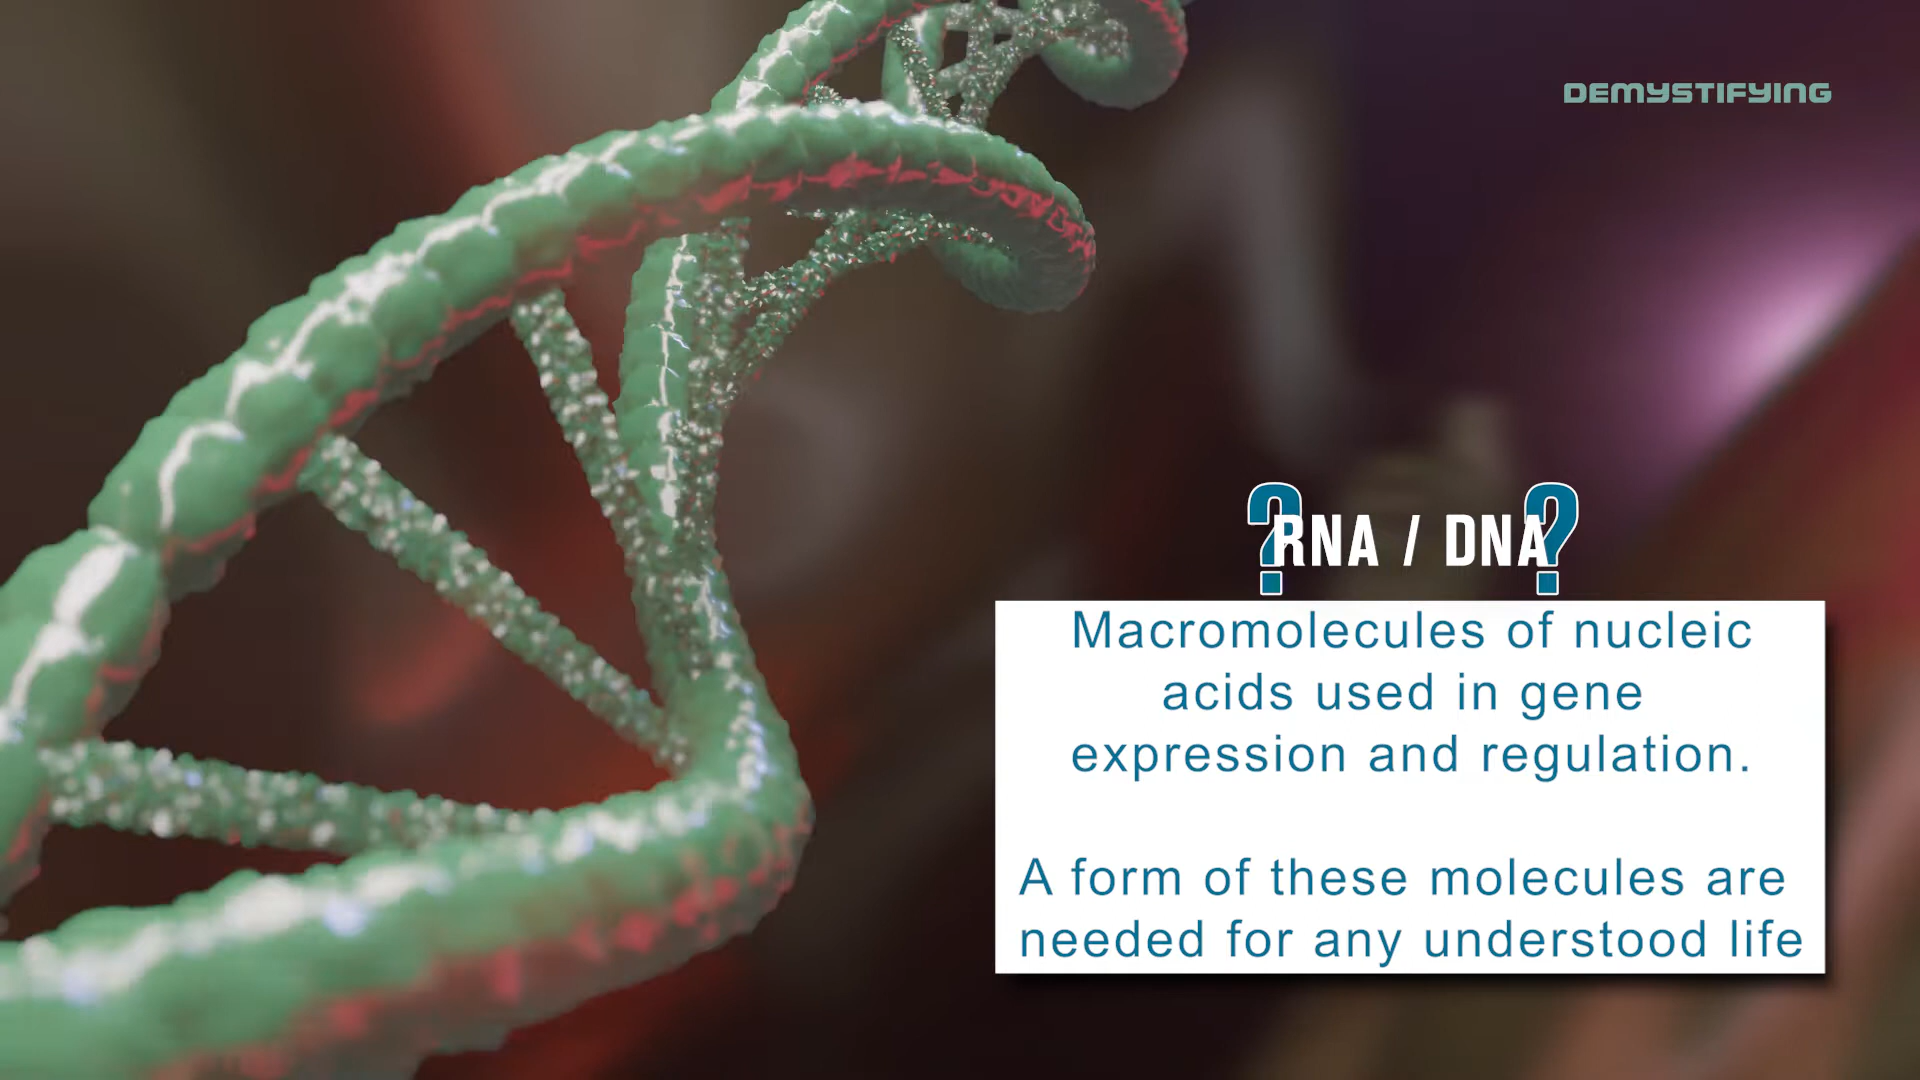 DEMYSTIFYING
? RNA / DNA ?
Macromolecules of nucleic
acids used in gene
expression and regulation.
A form of these molecules are
needed for any understood life